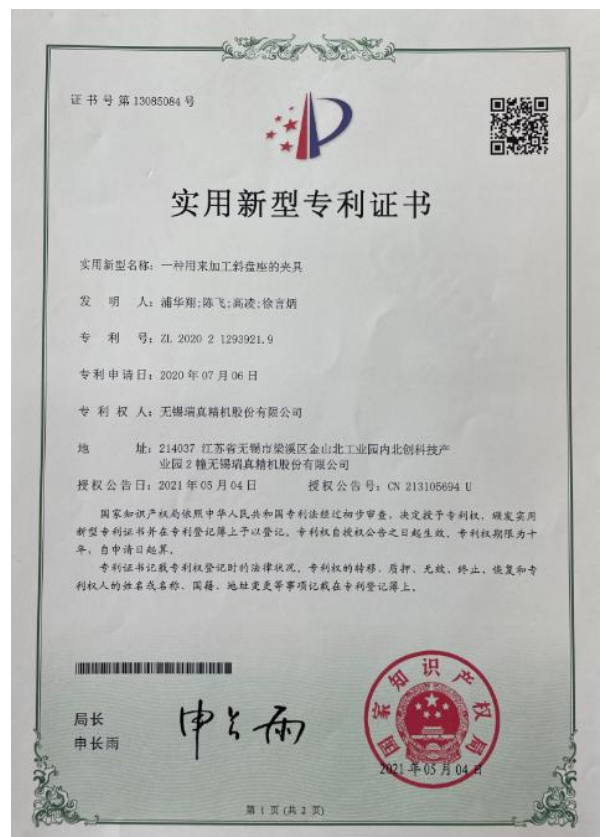 证书号第13085084号
实用新型专利证书
实用新型名称：一种用来加工斜盘座的夹具
发明人：浦华翔;陈飞;高凌;徐言炳
专利号：ZL 2020 2 1293921.9
专利申请日：2020年07月06日
专利权人：无锡瑞真精机股份有限公司
地址：214037 江苏省无锡市梁溪区金山北工业园内北创科技产
业园2幢无锡瑞真精机股份有限公司
授权公告日：2021年05月04日 授权公告号：CN 213105694 U
国家知识产权局依照中华人民共和国专利法经过初步审查，决定授予专利权，颁发实用
新型专利证书并在专利登记簿上予以登记。专利权自授权公告之日起生效。专利权期限为十
年，自申请日起算。
专利证书记载专利权登记时的法律状况。专利权的转移、质押、无效、终止、恢复和专
利权人的姓名或名称、国籍、地址变更等事项记载在专利登记簿上。
局长
申长雨
申长雨
国家知识产权局
2021年05月04日
第1页(共2页)